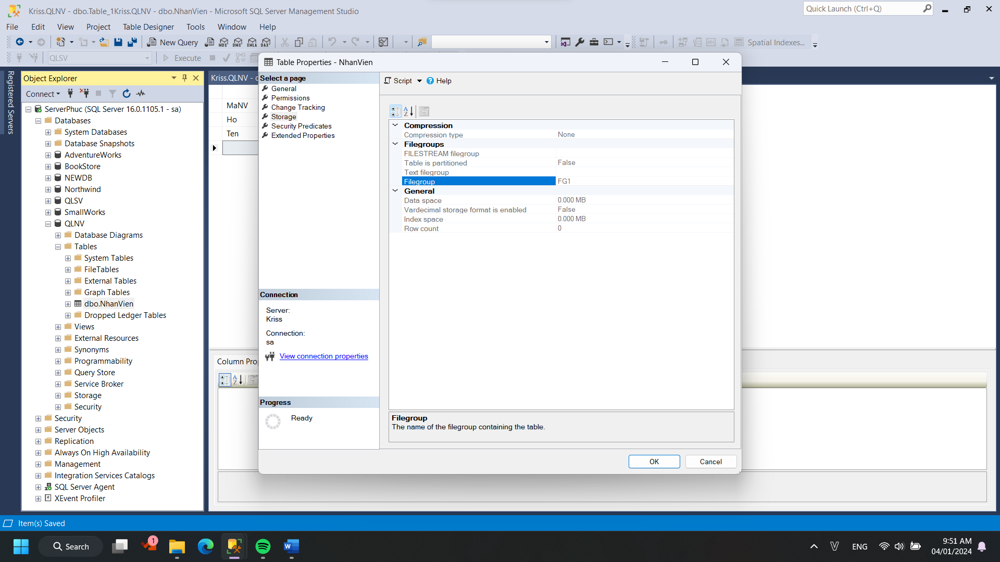 Kriss.QLNV - dbo.Table_1Kriss.QLNV - dbo.NhanVien - Microsoft SQL Server Management Studio
Quick Launch (Ctrl+Q)
File Edit View Project Table Designer Tools Window Help
New Query MDX DMX XMLA DAX Spatial Indexes...
QLSV Execute
Registered Servers
Object Explorer
Connect
ServerPhuc (SQL Server 16.0.1105.1 - sa)
Databases
System Databases
Database Snapshots
AdventureWorks
BookStore
NEWDB
Northwind
QLSV
SmallWorks
QLNV
Database Diagrams
Tables
System Tables
FileTables
External Tables
Graph Tables
dbo.NhanVien
Dropped Ledger Tables
Views
External Resources
Synonyms
Programmability
Query Store
Service Broker
Storage
Security
Security
Server Objects
Replication
Always On High Availability
Management
Integration Services Catalogs
SQL Server Agent
XEvent Profiler
Kriss.QLNV - d
MaNV
Ho
Ten
Column Prop
Table Properties - NhanVien
Select a page
General
Permissions
Change Tracking
Storage
Security Predicates
Extended Properties
Connection
Server:
Kriss
Connection:
sa
View connection properties
Progress
Ready
Script Help
Compression
Compression type None
Filegroups
FILESTREAM filegroup
Table is partitioned False
Text filegroup
Filegroup FG1
General
Data space 0.000 MB
Vardecimal storage format is enabled False
Index space 0.000 MB
Row count 0
Filegroup
The name of the filegroup containing the table.
OK Cancel
Item(s) Saved
Search
1
V ENG
9:51 AM
04/01/2024